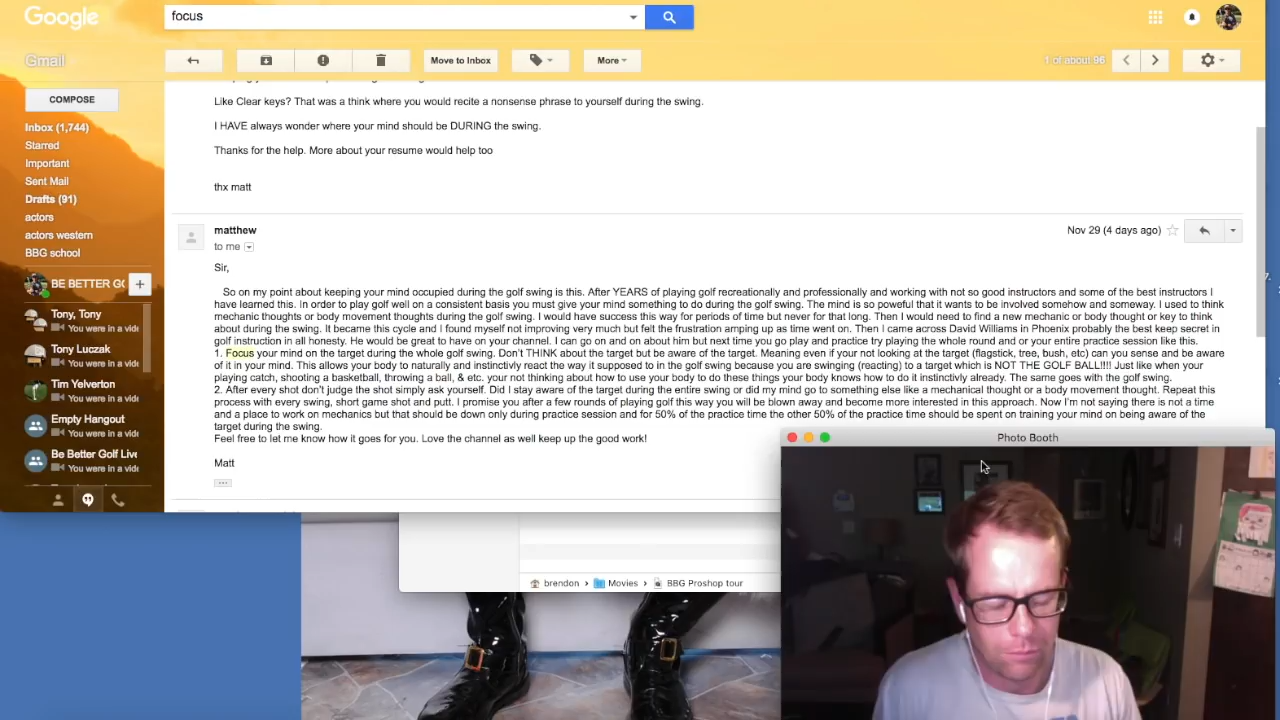 Google
focus
Gmail
Move to Inbox
More
1 of about 96
COMPOSE
Inbox (1,744)
Starred
Important
Sent Mail
Drafts (91)
actors
actors western
BBG school
BE BETTER GO
Tony, Tony
You were in a vide
Tony Luczak
You were in a vide
Tim Yelverton
You were in a vide
Empty Hangout
You were in a vide
Be Better Golf Live
You were in a vide
Like Clear keys? That was a think where you would recite a nonsense phrase to yourself during the swing.
I HAVE always wonder where your mind should be DURING the swing.
Thanks for the help. More about your resume would help too
thx matt
matthew
Nov 29 (4 days ago)
to me
Sir,
So on my point about keeping your mind occupied during the golf swing is this. After YEARS of playing golf recreationally and professionally and working with not so good instructors and some of the best instructors I
have learned this. In order to play golf well on a consistent basis you must give your mind something to do during the golf swing. The mind is so powerful that it wants to be involved somehow and someway. I used to think
mechanic thoughts or body movement thoughts during the golf swing. I would have success this way for periods of time but never for that long. Then I would need to find a new mechanic or body thought or key to think
about during the swing. It became this cycle and I found myself not improving very much but felt the frustration amping up as time went on. Then I came across David Williams in Phoenix probably the best keep secret in
golf instruction in all honesty. He would be great to have on your channel. I can go on and on about him but next time you go play and practice try playing the whole round or your entire practice session like this.
1. Focus your mind on the target during the whole golf swing. Don't THINK about the target but be aware of the target. Meaning even if your not looking at the target (flagstick, tree, bush, etc) can you sense and be aware
of it in your mind. This allows your body to naturally and instinctivly react the way it supposed to in the golf swing because you are swinging (reacting) to a target which is NOT THE GOLF BALL!!!! Just like when your
playing catch, shooting a basketball, throwing a ball, & etc. your not thinking about how to use your body to do these things your body knows how to do it instinctivly already. The same goes with the golf swing.
2. After every shot don't judge the shot simply ask yourself. Did I stay aware of the target during the entire swing or did my mind go to something else like a mechanical thought or a body movement thought. Repeat this
process with every swing, short game shot and putt. I promise you after a few rounds of playing golf this way you will be blown away and become more interested in this approach. Now I'm not saying there is not a time
and a place to work on mechanics but that should be down only during practice session and for 50% of the practice time the other 50% of the practice time should be spent on training your mind on being aware of the
target during the swing.
Feel free to let me know how it goes for you. Love the channel as well keep up the good work!
Matt
Photo Booth
brendon › Movies › BBG Proshop tour